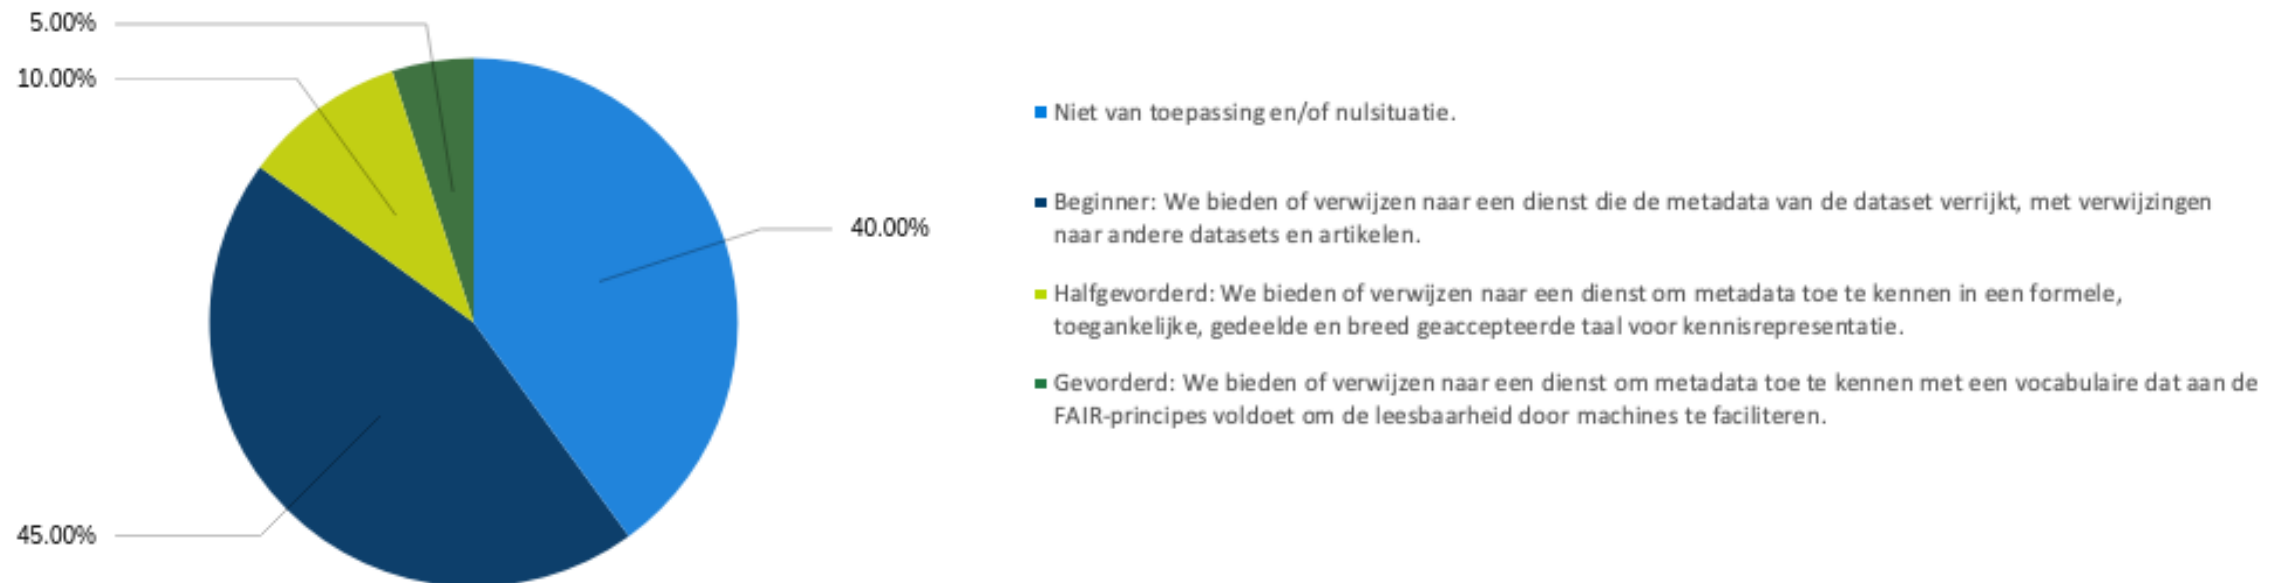 5.00%
10.00%
40.00%
45.00%
Niet van toepassing en/of nulsituatie.
Beginner: We bieden of verwijzen naar een dienst die de metadata van de dataset verrijkt, met verwijzingen
naar andere datasets en artikelen.
Halfgevorderd: We bieden of verwijzen naar een dienst om metadata toe te kennen in een formele,
toegankelijke, gedeelde en breed geaccepteerde taal voor kennisrepresentatie.
Gevorderd: We bieden of verwijzen naar een dienst om metadata toe te kennen met een vocabulaire dat aan de
FAIR-principes voldoet om de leesbaarheid door machines te faciliteren.